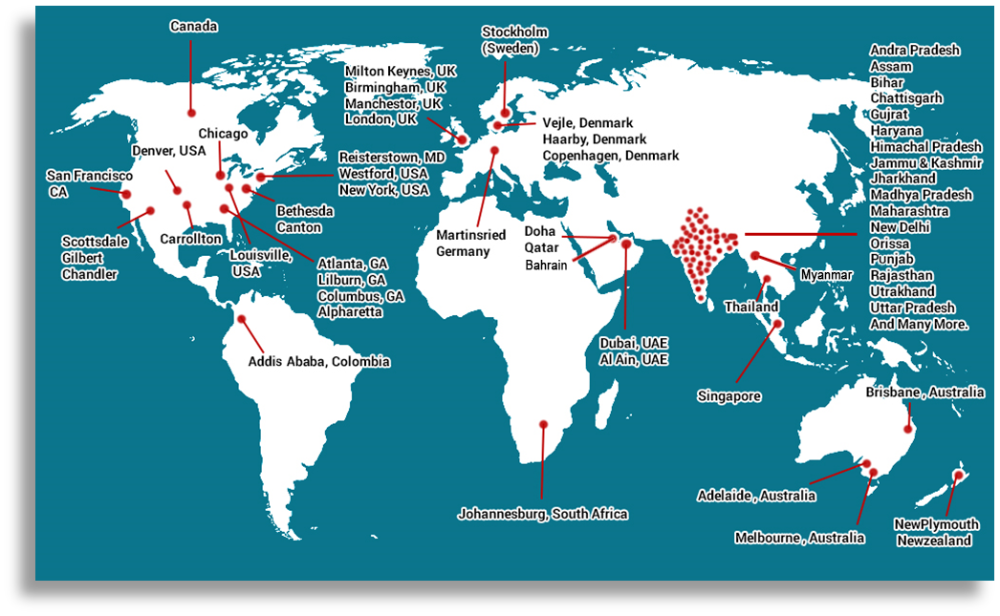 Canada
Stockholm
(Sweden)
Milton Keynes, UK
Birmingham, UK
Manchestor, UK
London, UK
Andra Pradesh
Assam
Bihar
Chattisgarh
Gujrat
Haryana
Himachal Pradesh
Jammu & Kashmir
Jharkhand
Madhya Pradesh
Maharashtra
New Delhi
Orissa
Punjab
Rajasthan
Utrakhand
Uttar Pradesh
And Many More.
Chicago
Denver, USA
Vejle, Denmark
Haarby, Denmark
Copenhagen, Denmark
San Francisco
CA
Reisterstown, MD
Westford, USA
New York, USA
Bethesda
Canton
Scottsdale
Gilbert
Chandler
Carrollton
Louisville,
USA
Atlanta, GA
Lilburn, GA
Columbus, GA
Alpharetta
Martinsried
Germany
Doha
Qatar
Bahrain
Myanmar
Thailand
Addis Ababa, Colombia
Dubai, UAE
Al Ain, UAE
Singapore
Brisbane , Australia
Adelaide , Australia
Johannesburg, South Africa
Melbourne , Australia
NewPlymouth
Newzealand